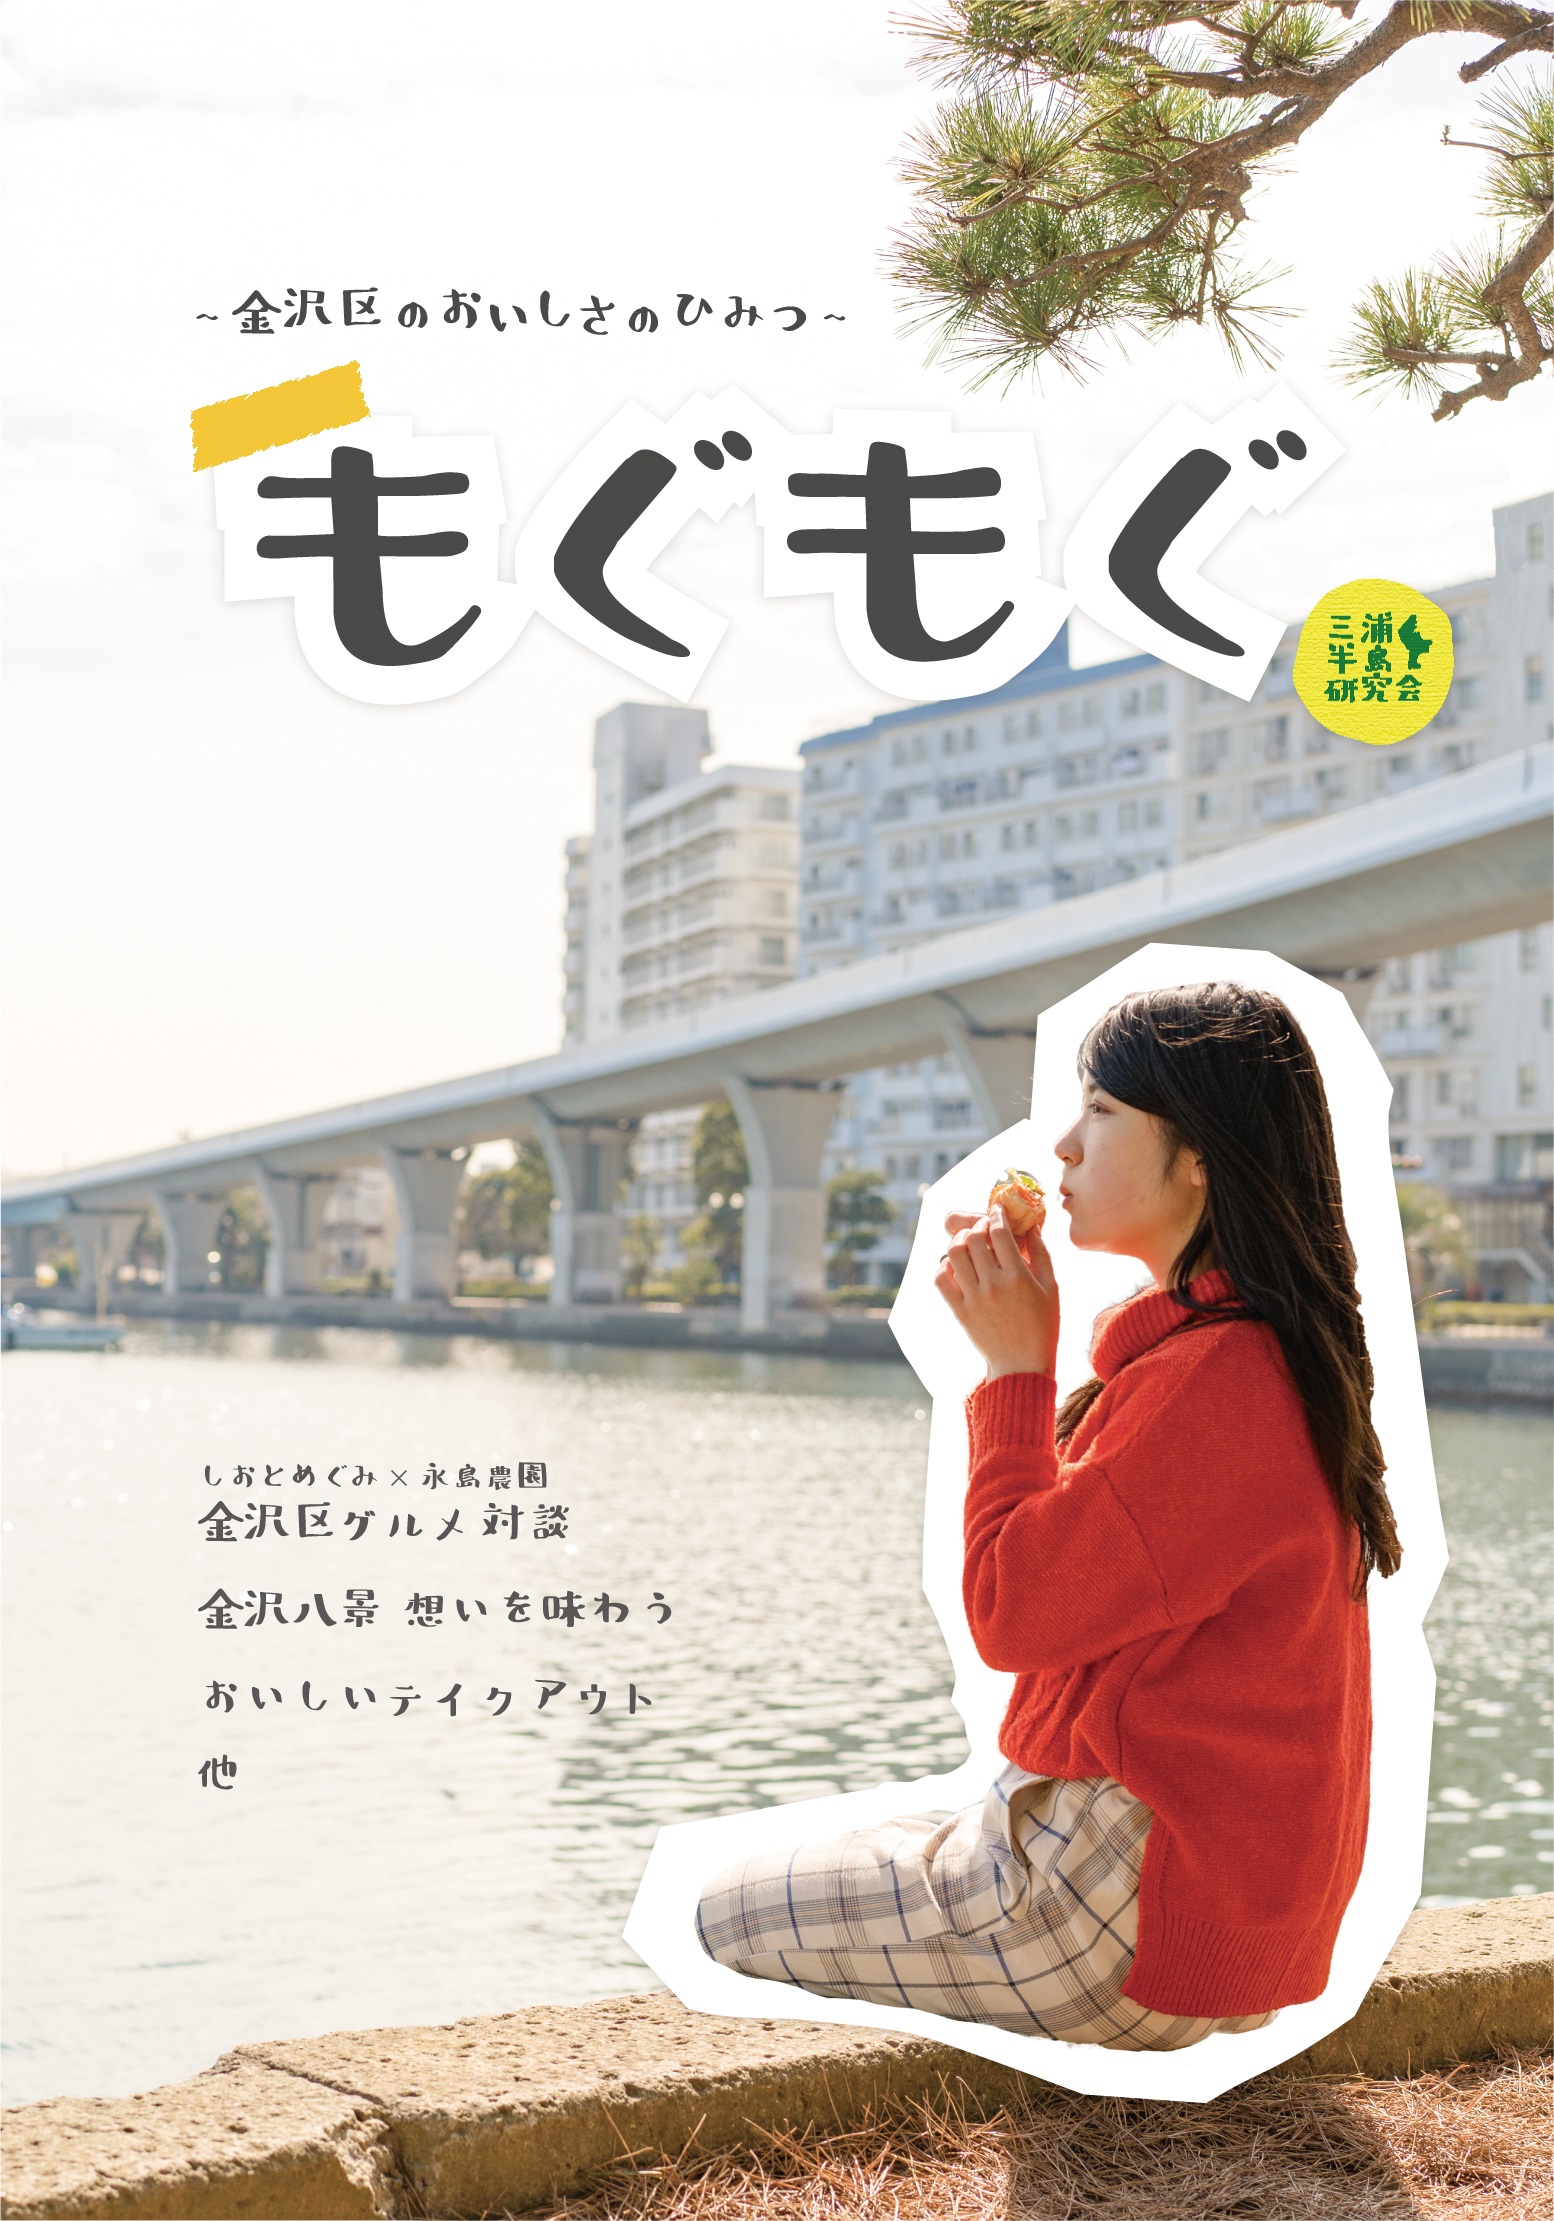 ~金沢区のおいしさのひみつ~
もぐもぐ
三浦
半島
研究会
しおとめぐみ×永島農園
金沢区グルメ対談
金沢八景 想いを味わう
おいしいテイクアウト
他